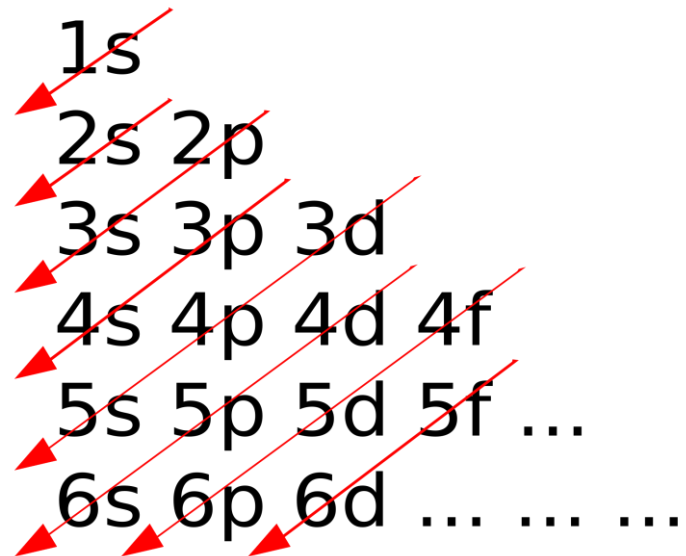 1s
2s 2p
3s 3p 3d
4s 4p 4d 4f
5s 5p 5d 5f ...
6s 6p 6d ... ... ...